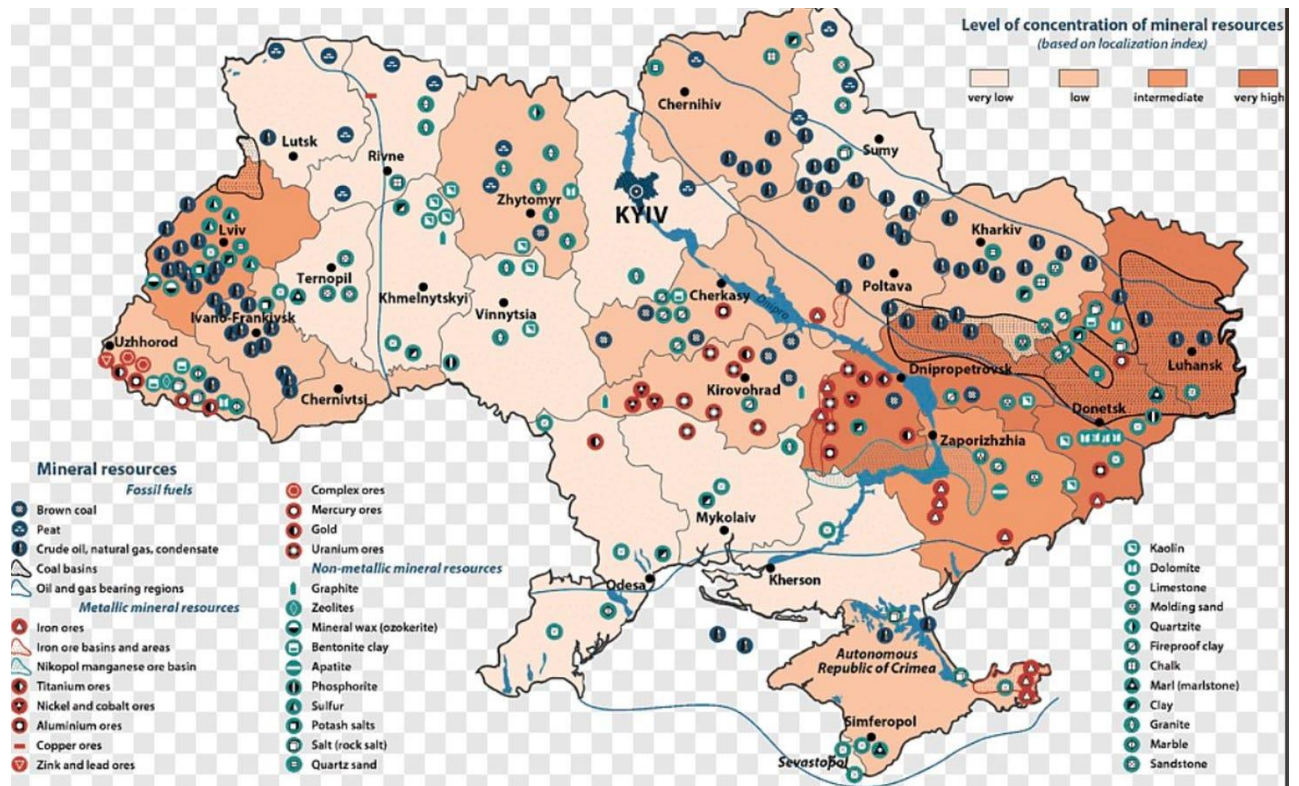 Level of concentration of mineral resources
(based on localization index)
very low
low
intermediate
very high
Chernihiv
Lutsk
Rivne
Sumy
Zhytomyr
KYIV
Lviv
Kharkiv
Ternopil
Khmelnytskyi
Cherkasy
Poltava
Dnipro
Vinnytsia
Ivano-Frankivsk
Uzhhorod
Luhansk
Dnipropetrovsk
Kirovohrad
Chernivtsi
Donetsk
Zaporizhzhia
Mykolaiv
Odesa
Kherson
Autonomous
Republic of Crimea
Simferopol
Sevastopol
Mineral resources
Fossil fuels
Brown coal
Peat
Crude oil, natural gas, condensate
Coal basins
Oil and gas bearing regions
Metallic mineral resources
Iron ores
Iron ore basins and areas
Nikopol manganese ore basin
Titanium ores
Nickel and cobalt ores
Aluminium ores
Copper ores
Zink and lead ores
Complex ores
Mercury ores
Gold
Uranium ores
Non-metallic mineral resources
Graphite
Zeolites
Mineral wax (ozokerite)
Bentonite clay
Apatite
Phosphorite
Sulfur
Potash salts
Salt (rock salt)
Quartz sand
Kaolin
Dolomite
Limestone
Molding sand
Quartzite
Fireproof clay
Chalk
Marl (marlstone)
Clay
Granite
Marble
Sandstone